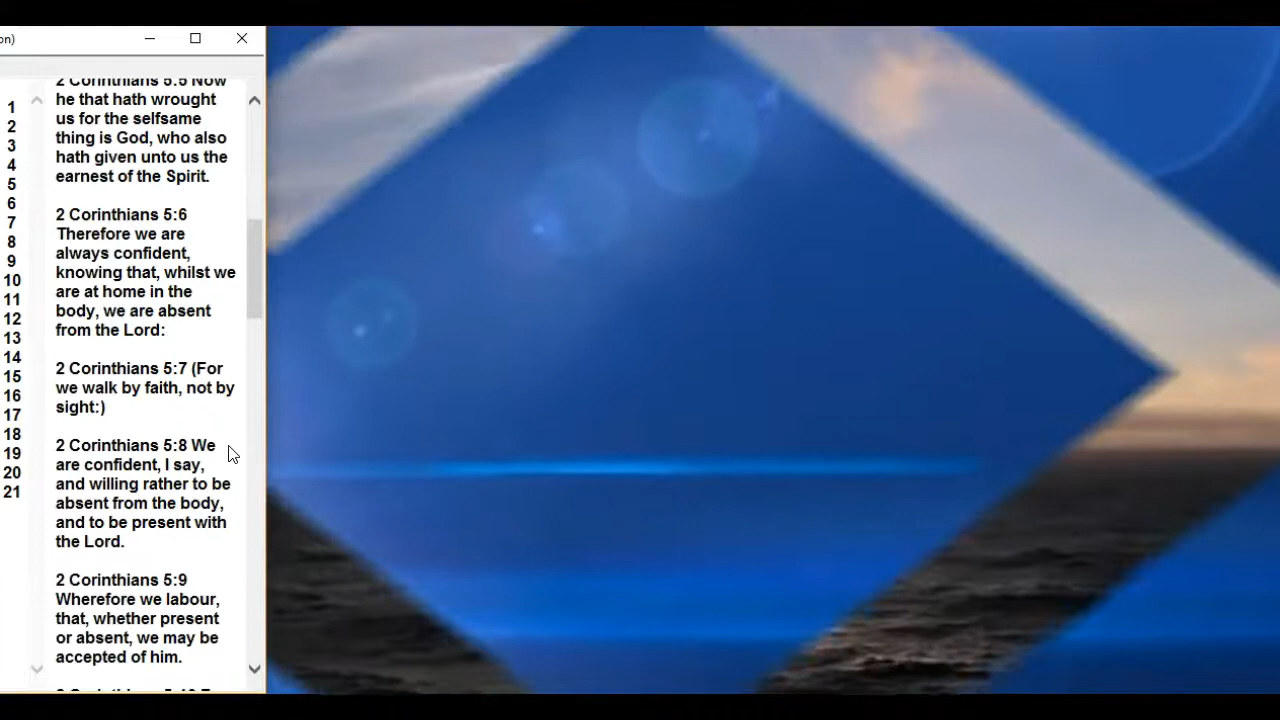 on)
1
2
3
4
5
6
7
8
9
10
11
12
13
14
15
16
17
18
19
20
21
2 Corinthians 5:5 Now
he that hath wrought
us for the selfsame
thing is God, who also
hath given unto us the
earnest of the Spirit.
2 Corinthians 5:6
Therefore we are
always confident,
knowing that, whilst we
are at home in the
body, we are absent
from the Lord:
2 Corinthians 5:7 (For
we walk by faith, not by
sight:)
2 Corinthians 5:8 We
are confident, I say,
and willing rather to be
absent from the body,
and to be present with
the Lord.
2 Corinthians 5:9
Wherefore we labour,
that, whether present
or absent, we may be
accepted of him.